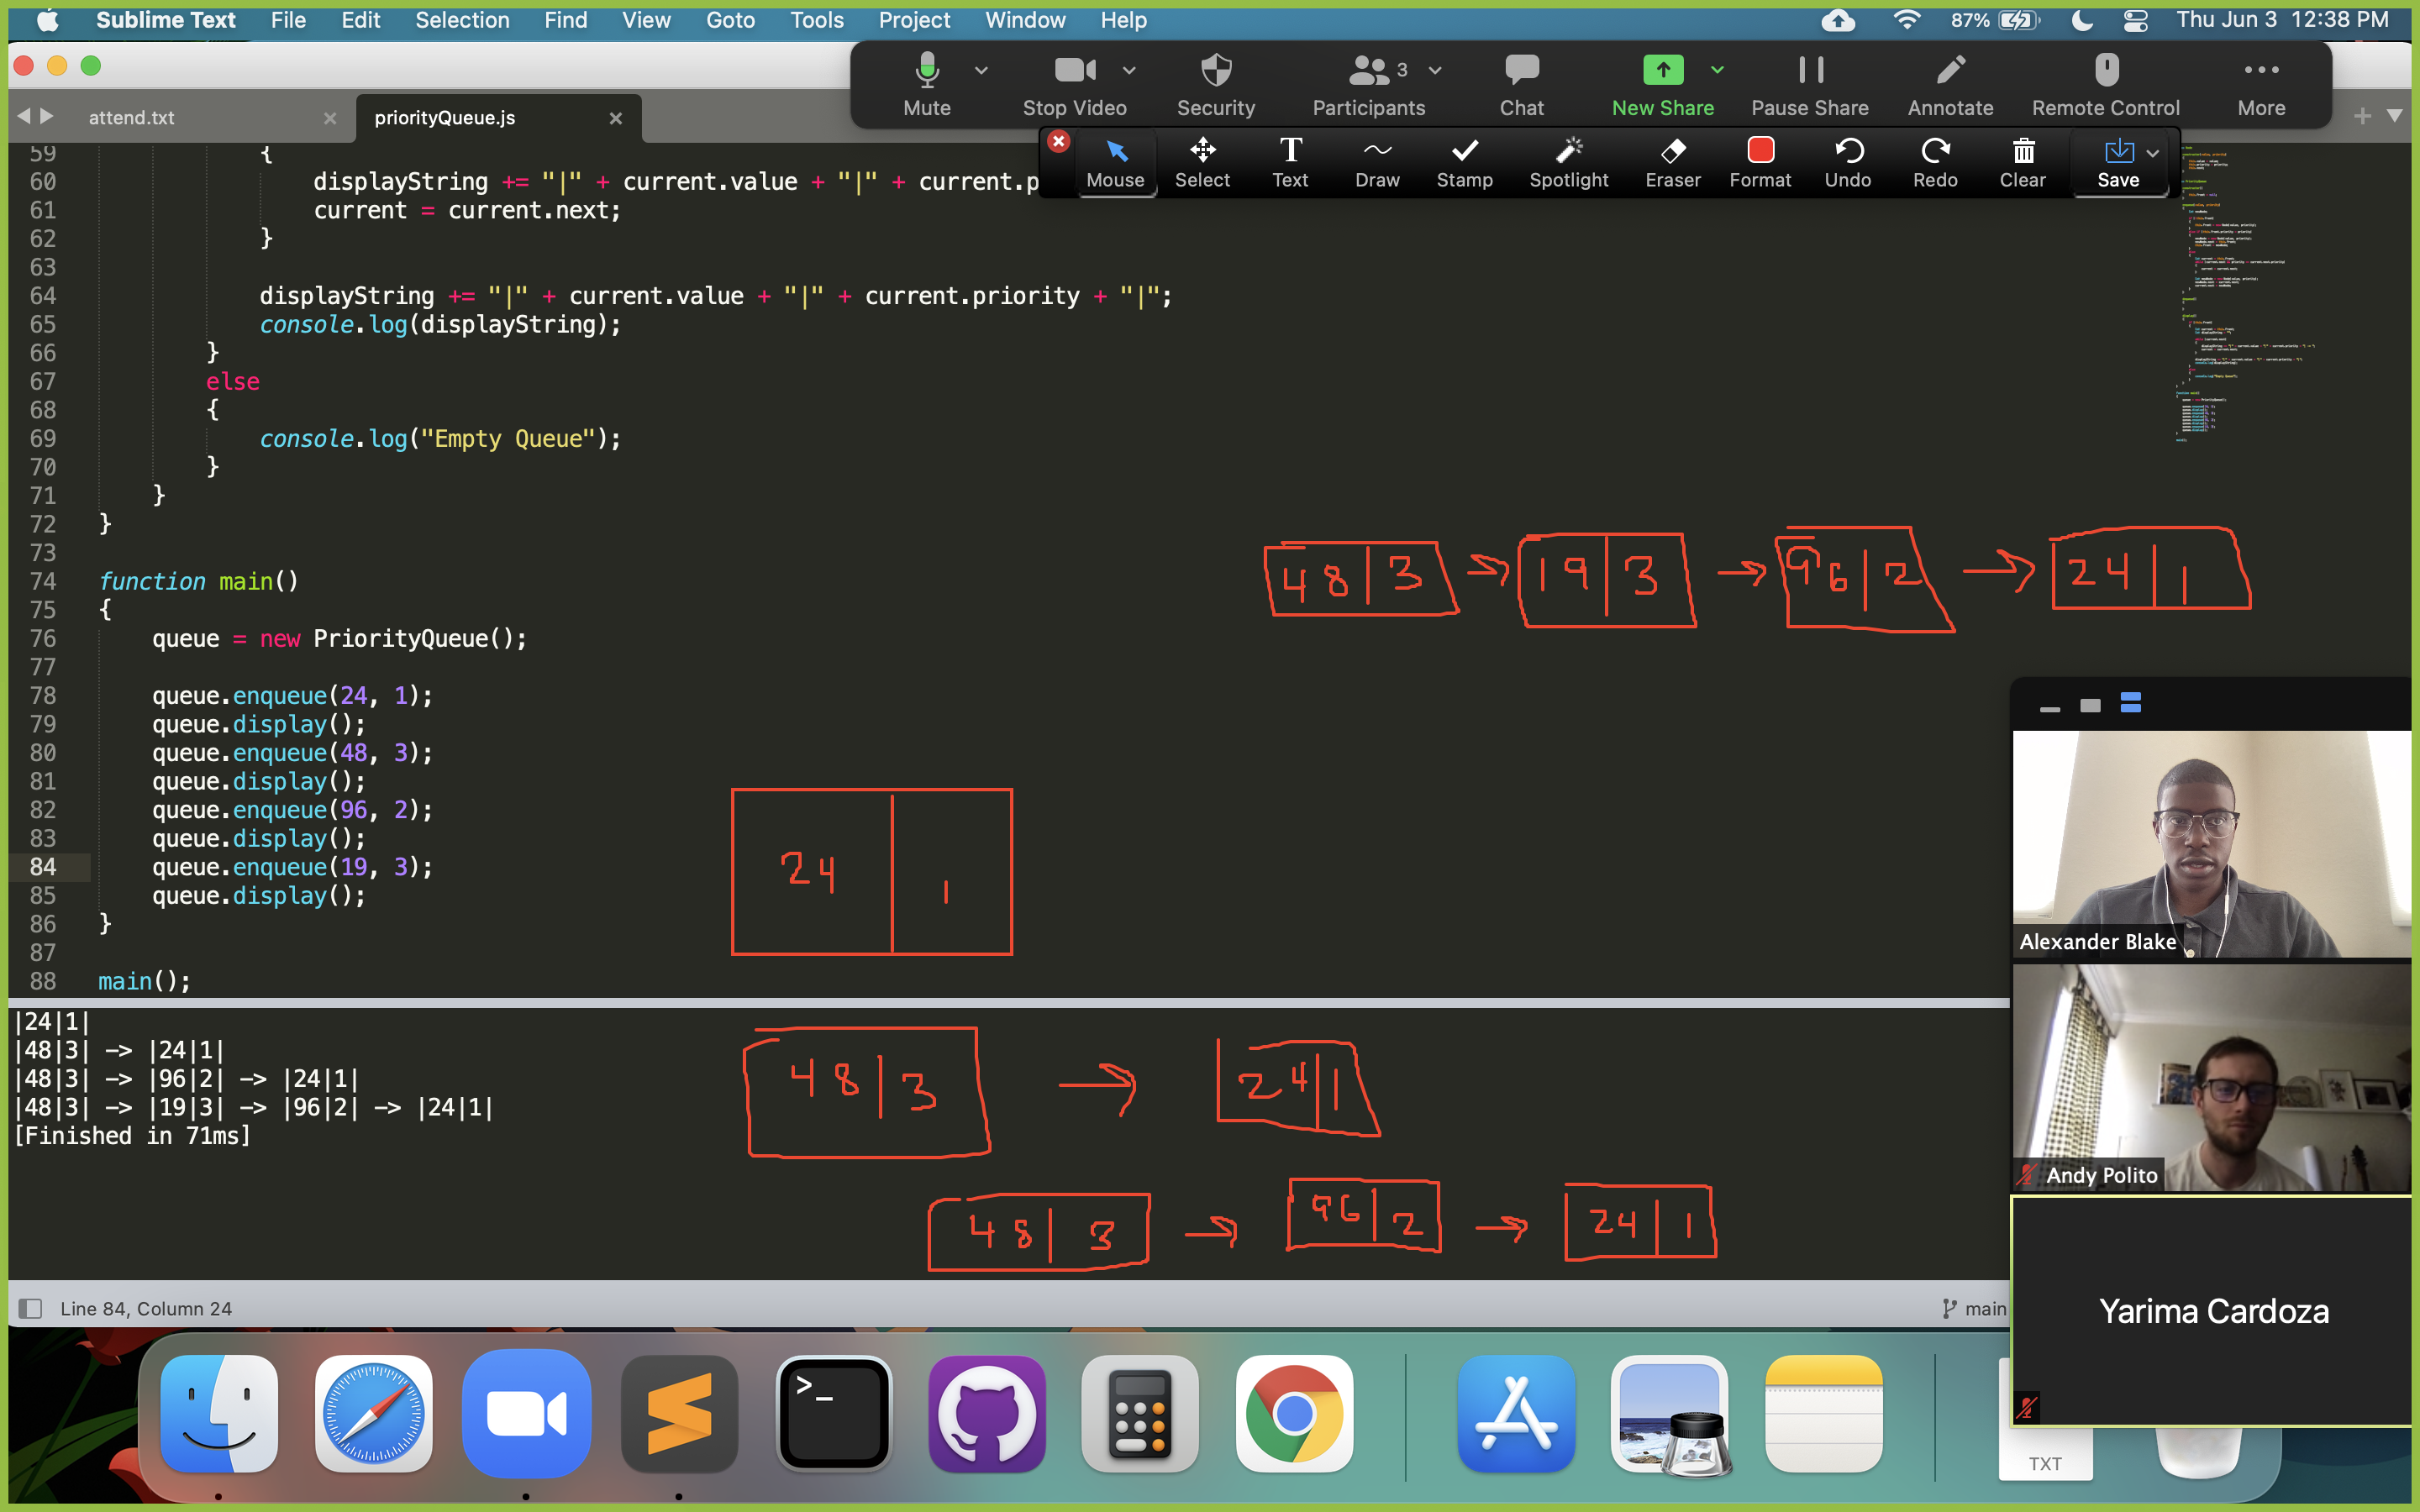 Sublime Text File Edit Selection Find View Goto Tools Project Window Help 87% Thu Jun 3 12:38 PM
Mute Stop Video Security Participants 3 Chat New Share Pause Share Annotate Remote Control More
attend.txt priorityQueue.js
Mouse Select Text Draw Stamp Spotlight Eraser Format Undo Redo Clear Save
59 {
60 displayString += "|" + current.value + "|" + current.p
61 current = current.next;
62 }
63
64 displayString += "|" + current.value + "|" + current.priority + "|";
65 console.log(displayString);
66 }
67 else
68 {
69 console.log("Empty Queue");
70 }
71 }
72 }
73
74 function main()
75 {
76 queue = new PriorityQueue();
77
78 queue.enqueue(24, 1);
79 queue.display();
80 queue.enqueue(48, 3);
81 queue.display();
82 queue.enqueue(96, 2);
83 queue.display();
84 queue.enqueue(19, 3);
85 queue.display();
86 }
87
88 main();
48|3 → 19|3 → 96|2 → 24|1
24 | 1
|24|1|
|48|3| -> |24|1|
|48|3| -> |96|2| -> |24|1|
|48|3| -> |19|3| -> |96|2| -> |24|1|
[Finished in 71ms]
48|3 → 24|1
48|3 → 96|2 → 24|1
Alexander Blake
Andy Polito
Yarima Cardoza
Line 84, Column 24 main
>_
TXT